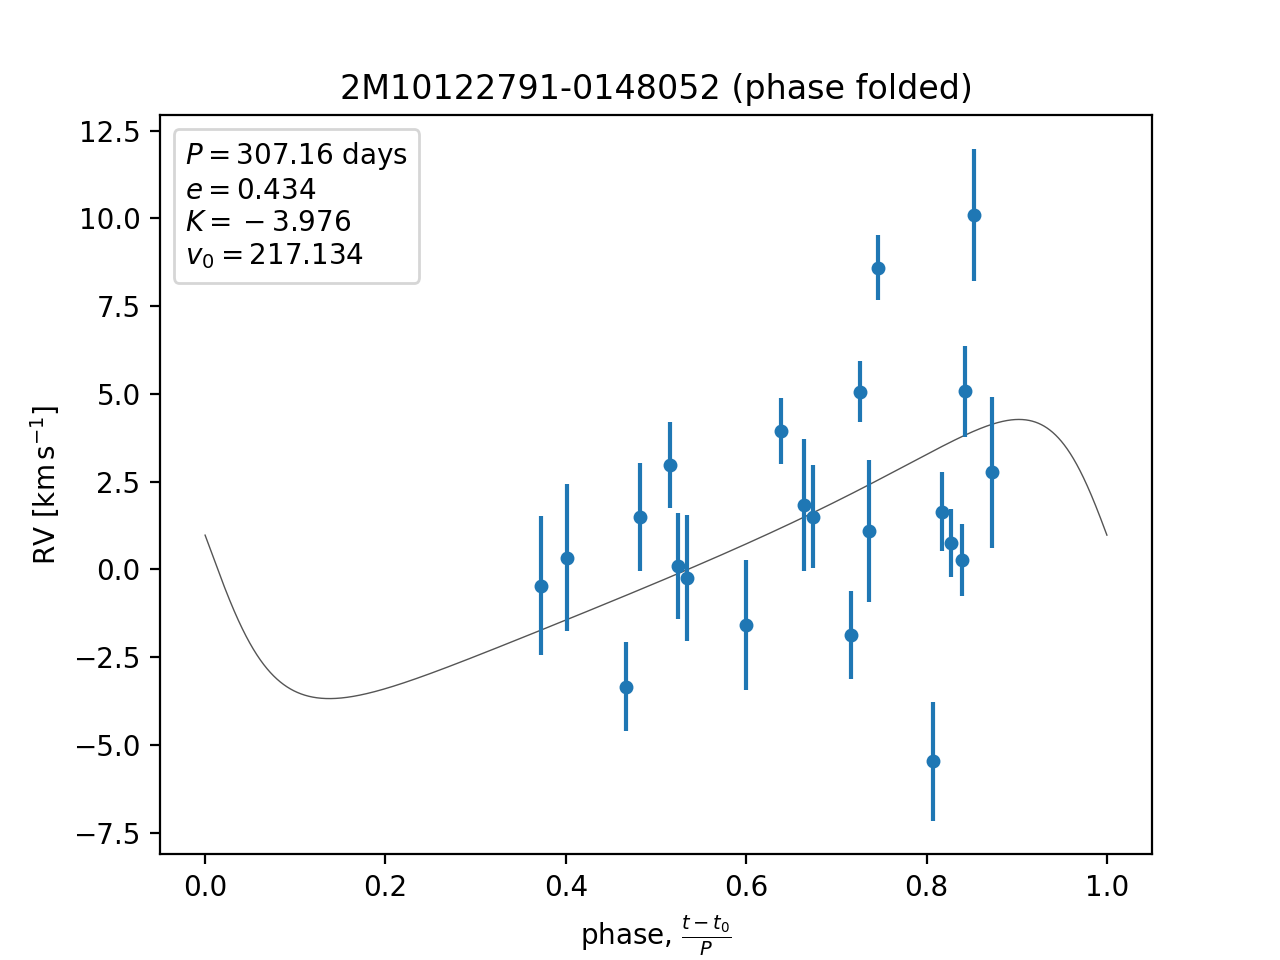 2M10122791-0148052 (phase folded)
P = 307.16 days
e = 0.434
K = −3.976
v₀ = 217.134
12.5
10.0
7.5
5.0
2.5
0.0
−2.5
−5.0
−7.5
RV [km s⁻¹]
0.0 0.2 0.4 0.6 0.8 1.0
phase, (t − t₀)/P